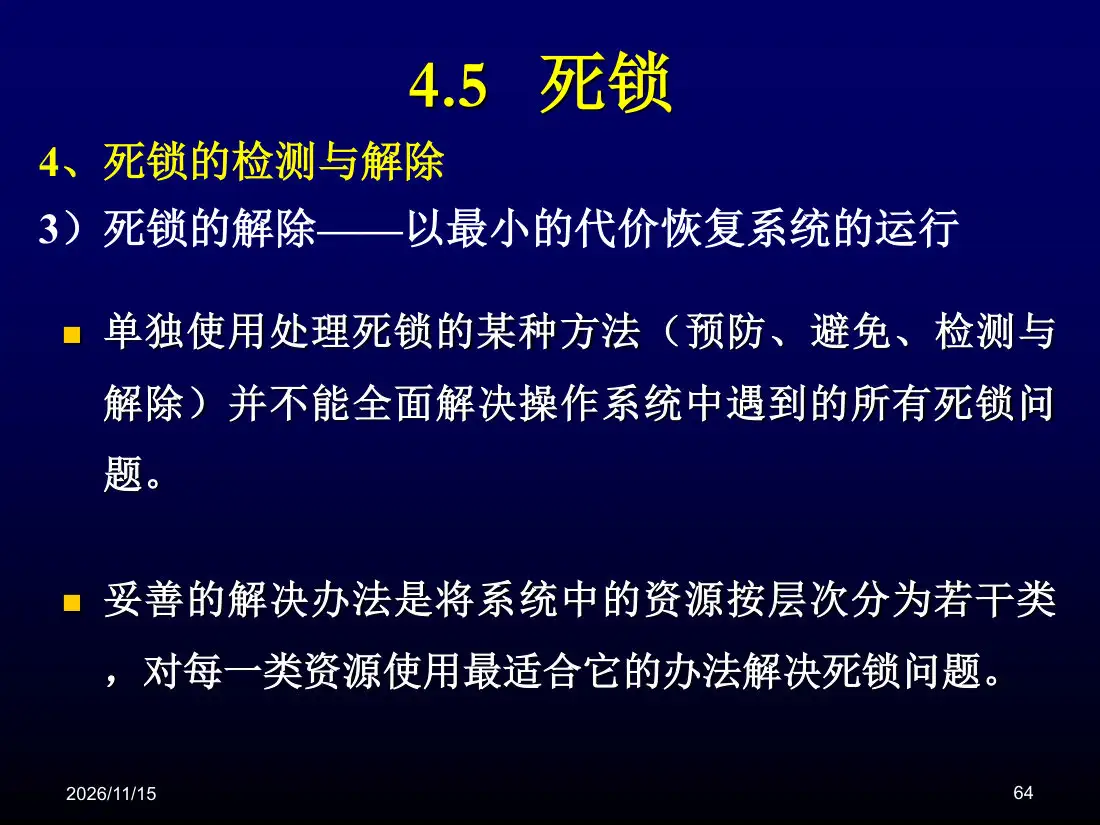 4.5 死锁
4、死锁的检测与解除
3）死锁的解除——以最小的代价恢复系统的运行
单独使用处理死锁的某种方法（预防、避免、检测与
解除）并不能全面解决操作系统中遇到的所有死锁问
题。
妥善的解决办法是将系统中的资源按层次分为若干类
，对每一类资源使用最适合它的办法解决死锁问题。
2026/11/15
64